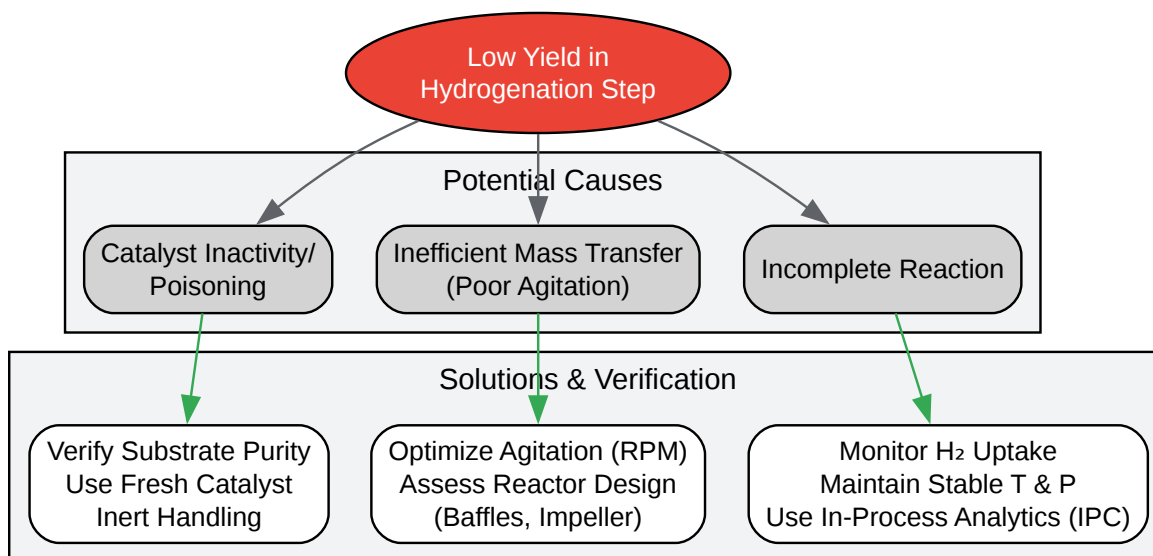 Low Yield in
Hydrogenation Step
Potential Causes
Catalyst Inactivity/
Poisoning
Inefficient Mass Transfer
(Poor Agitation)
Incomplete Reaction
Solutions & Verification
Verify Substrate Purity
Use Fresh Catalyst
Inert Handling
Optimize Agitation (RPM)
Assess Reactor Design
(Baffles, Impeller)
Monitor H₂ Uptake
Maintain Stable T & P
Use In-Process Analytics (IPC)